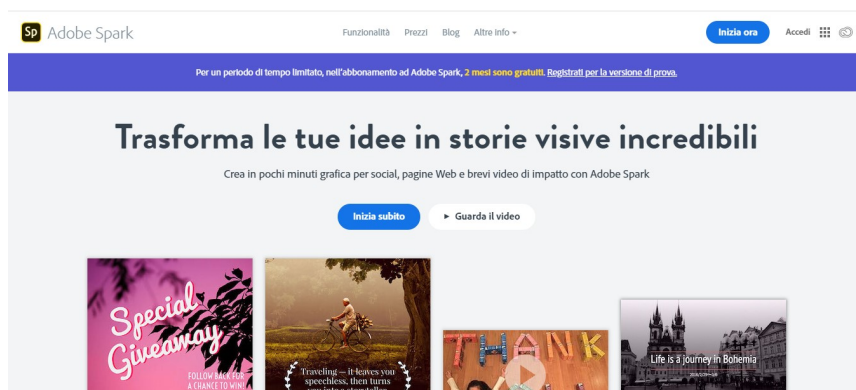 Sp Adobe Spark
Funzionalità Prezzi Blog Altre info
Inizia ora
Accedi
Per un periodo di tempo limitato, nell'abbonamento ad Adobe Spark, 2 mesi sono gratuiti. Registrati per la versione di prova.
Trasforma le tue idee in storie visive incredibili
Crea in pochi minuti grafica per social, pagine Web e brevi video di impatto con Adobe Spark
Inizia subito
Guarda il video
Special
Giveaway
FOLLOW BACK FOR
A CHANCE TO WIN!
Traveling – it leaves you
speechless, then turns
you into a storyteller
THANK
Life is a journey in Bohemia